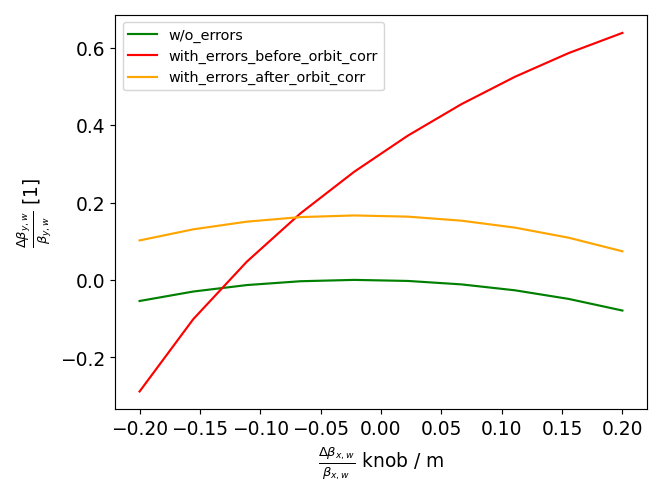 w/o_errors
with_errors_before_orbit_corr
with_errors_after_orbit_corr
0.6
0.4
0.2
0.0
−0.2
Δβy,w/βy,w [1]
−0.20 −0.15 −0.10 −0.05 0.00 0.05 0.10 0.15 0.20
Δβx,w/βx,w knob / m